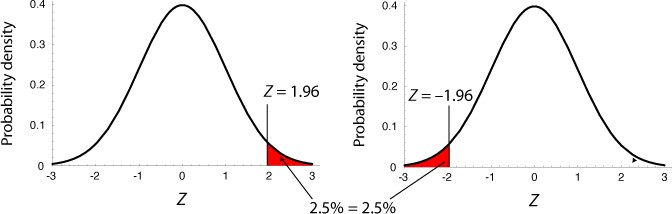 Probability density
0.4
0.3
0.2
0.1
0
Z = 1.96
-3 -2 -1 0 1 2 3
Z
Probability density
0.4
0.3
0.2
0.1
0
Z = –1.96
-3 -2 -1 0 1 2 3
Z
2.5% = 2.5%